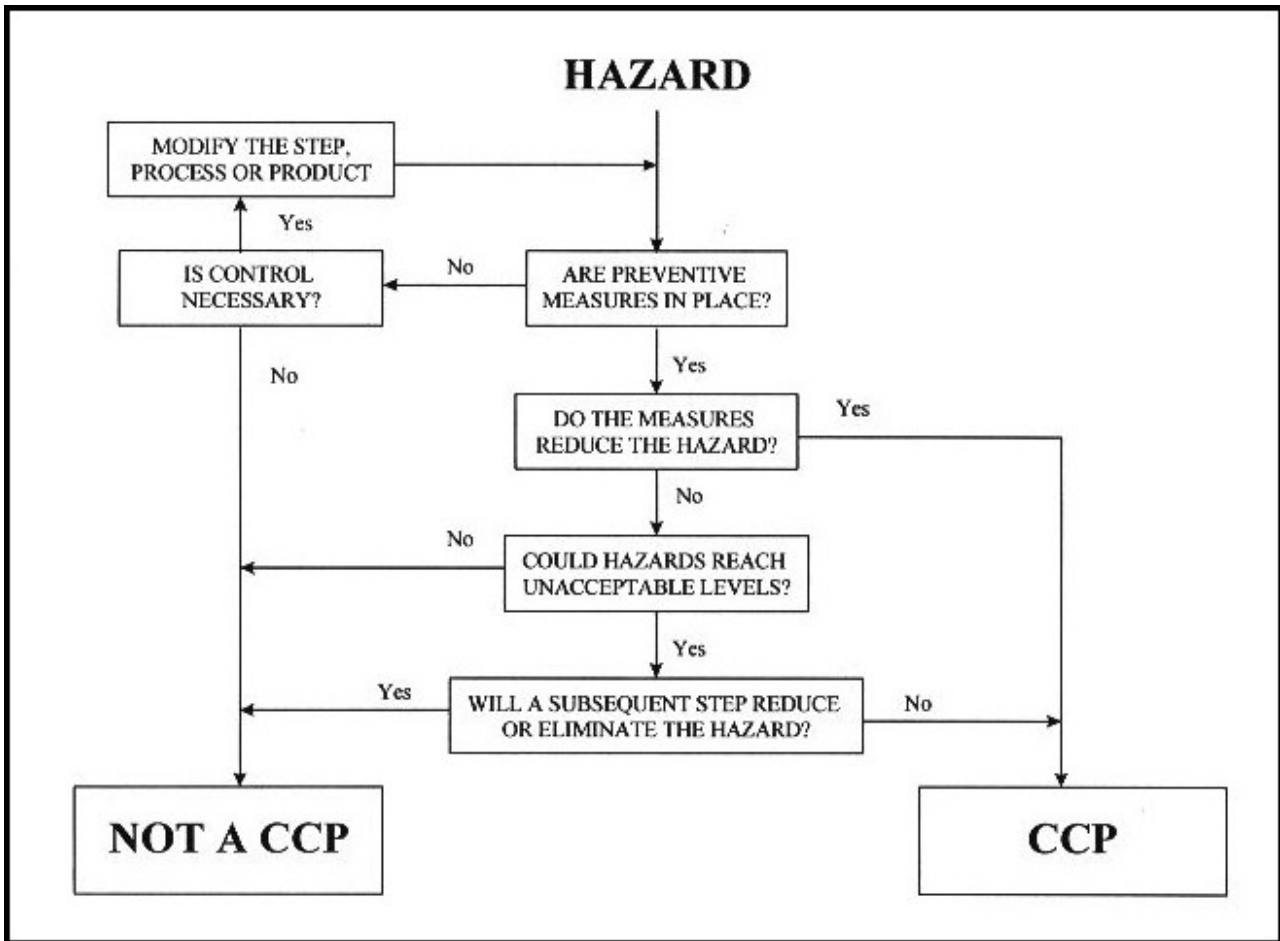 HAZARD
MODIFY THE STEP,
PROCESS OR PRODUCT
Yes
IS CONTROL
NECESSARY?
No
ARE PREVENTIVE
MEASURES IN PLACE?
No
Yes
DO THE MEASURES
REDUCE THE HAZARD?
Yes
No
COULD HAZARDS REACH
UNACCEPTABLE LEVELS?
No
Yes
WILL A SUBSEQUENT STEP REDUCE
OR ELIMINATE THE HAZARD?
Yes
No
NOT A CCP
CCP